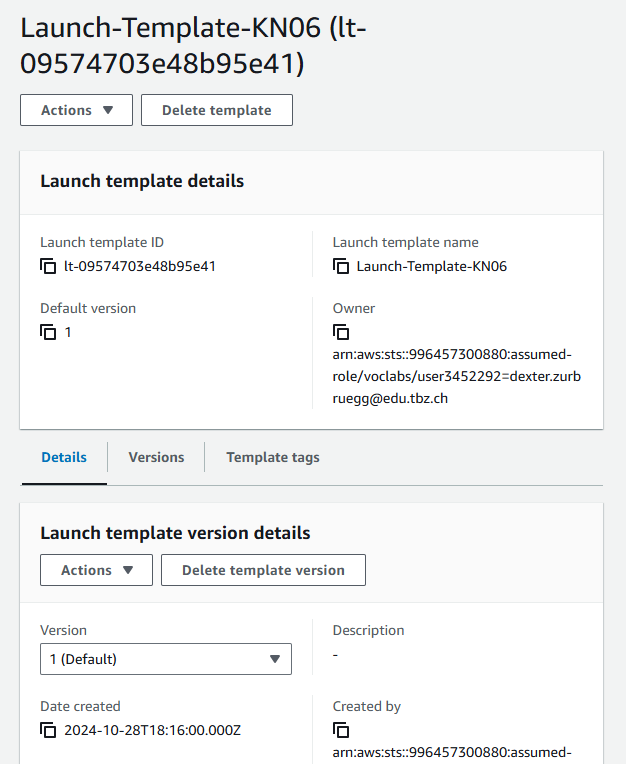 Launch-Template-KN06 (lt-
09574703e48b95e41)
Actions
Delete template
Launch template details
Launch template ID
lt-09574703e48b95e41
Launch template name
Launch-Template-KN06
Default version
1
Owner
arn:aws:sts::996457300880:assumed-
role/voclabs/user3452292=dexter.zurb
ruegg@edu.tbz.ch
Details
Versions
Template tags
Launch template version details
Actions
Delete template version
Version
1 (Default)
Description
-
Date created
2024-10-28T18:16:00.000Z
Created by
arn:aws:sts::996457300880:assumed-